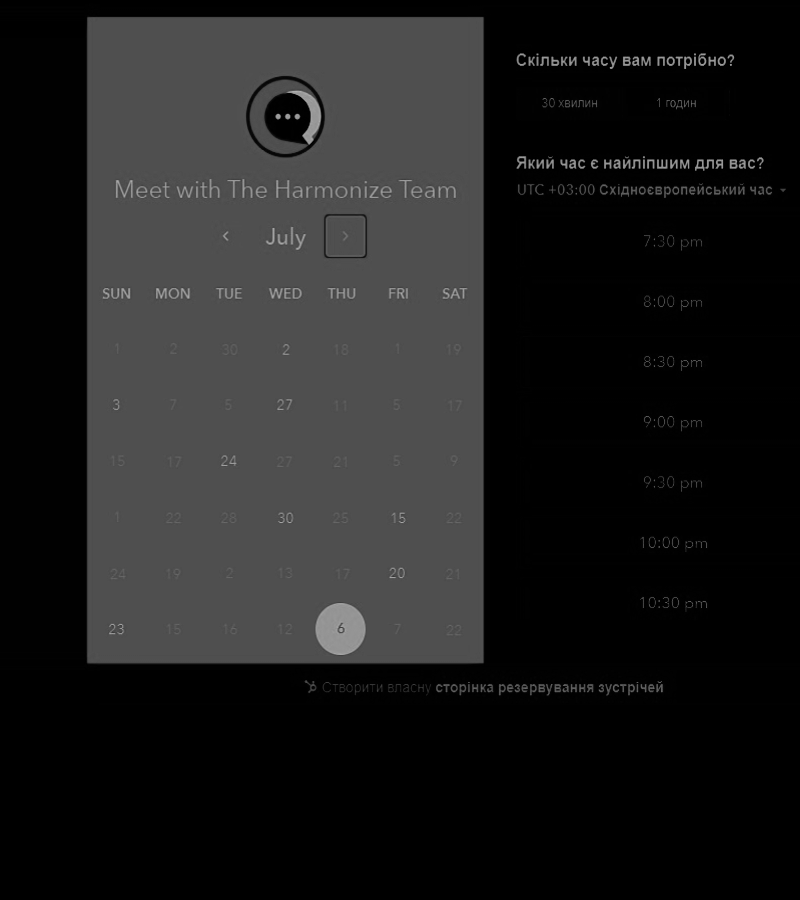 Meet with The Harmonize Team
July
SUN MON TUE WED THU FRI SAT
1 2 30 2 18 1 19
3 7 5 27 11 5 17
15 17 24 27 21 5 9
1 22 28 30 25 15 22
24 19 2 13 17 20 21
23 15 16 12 6 7 22
Скільки часу вам потрібно?
30 хвилин 1 годин
Який час є найліпшим для вас?
UTC +03:00 Східноєвропейський час
7:30 pm
8:00 pm
8:30 pm
9:00 pm
9:30 pm
10:00 pm
10:30 pm
Створити власну сторінка резервування зустрічей